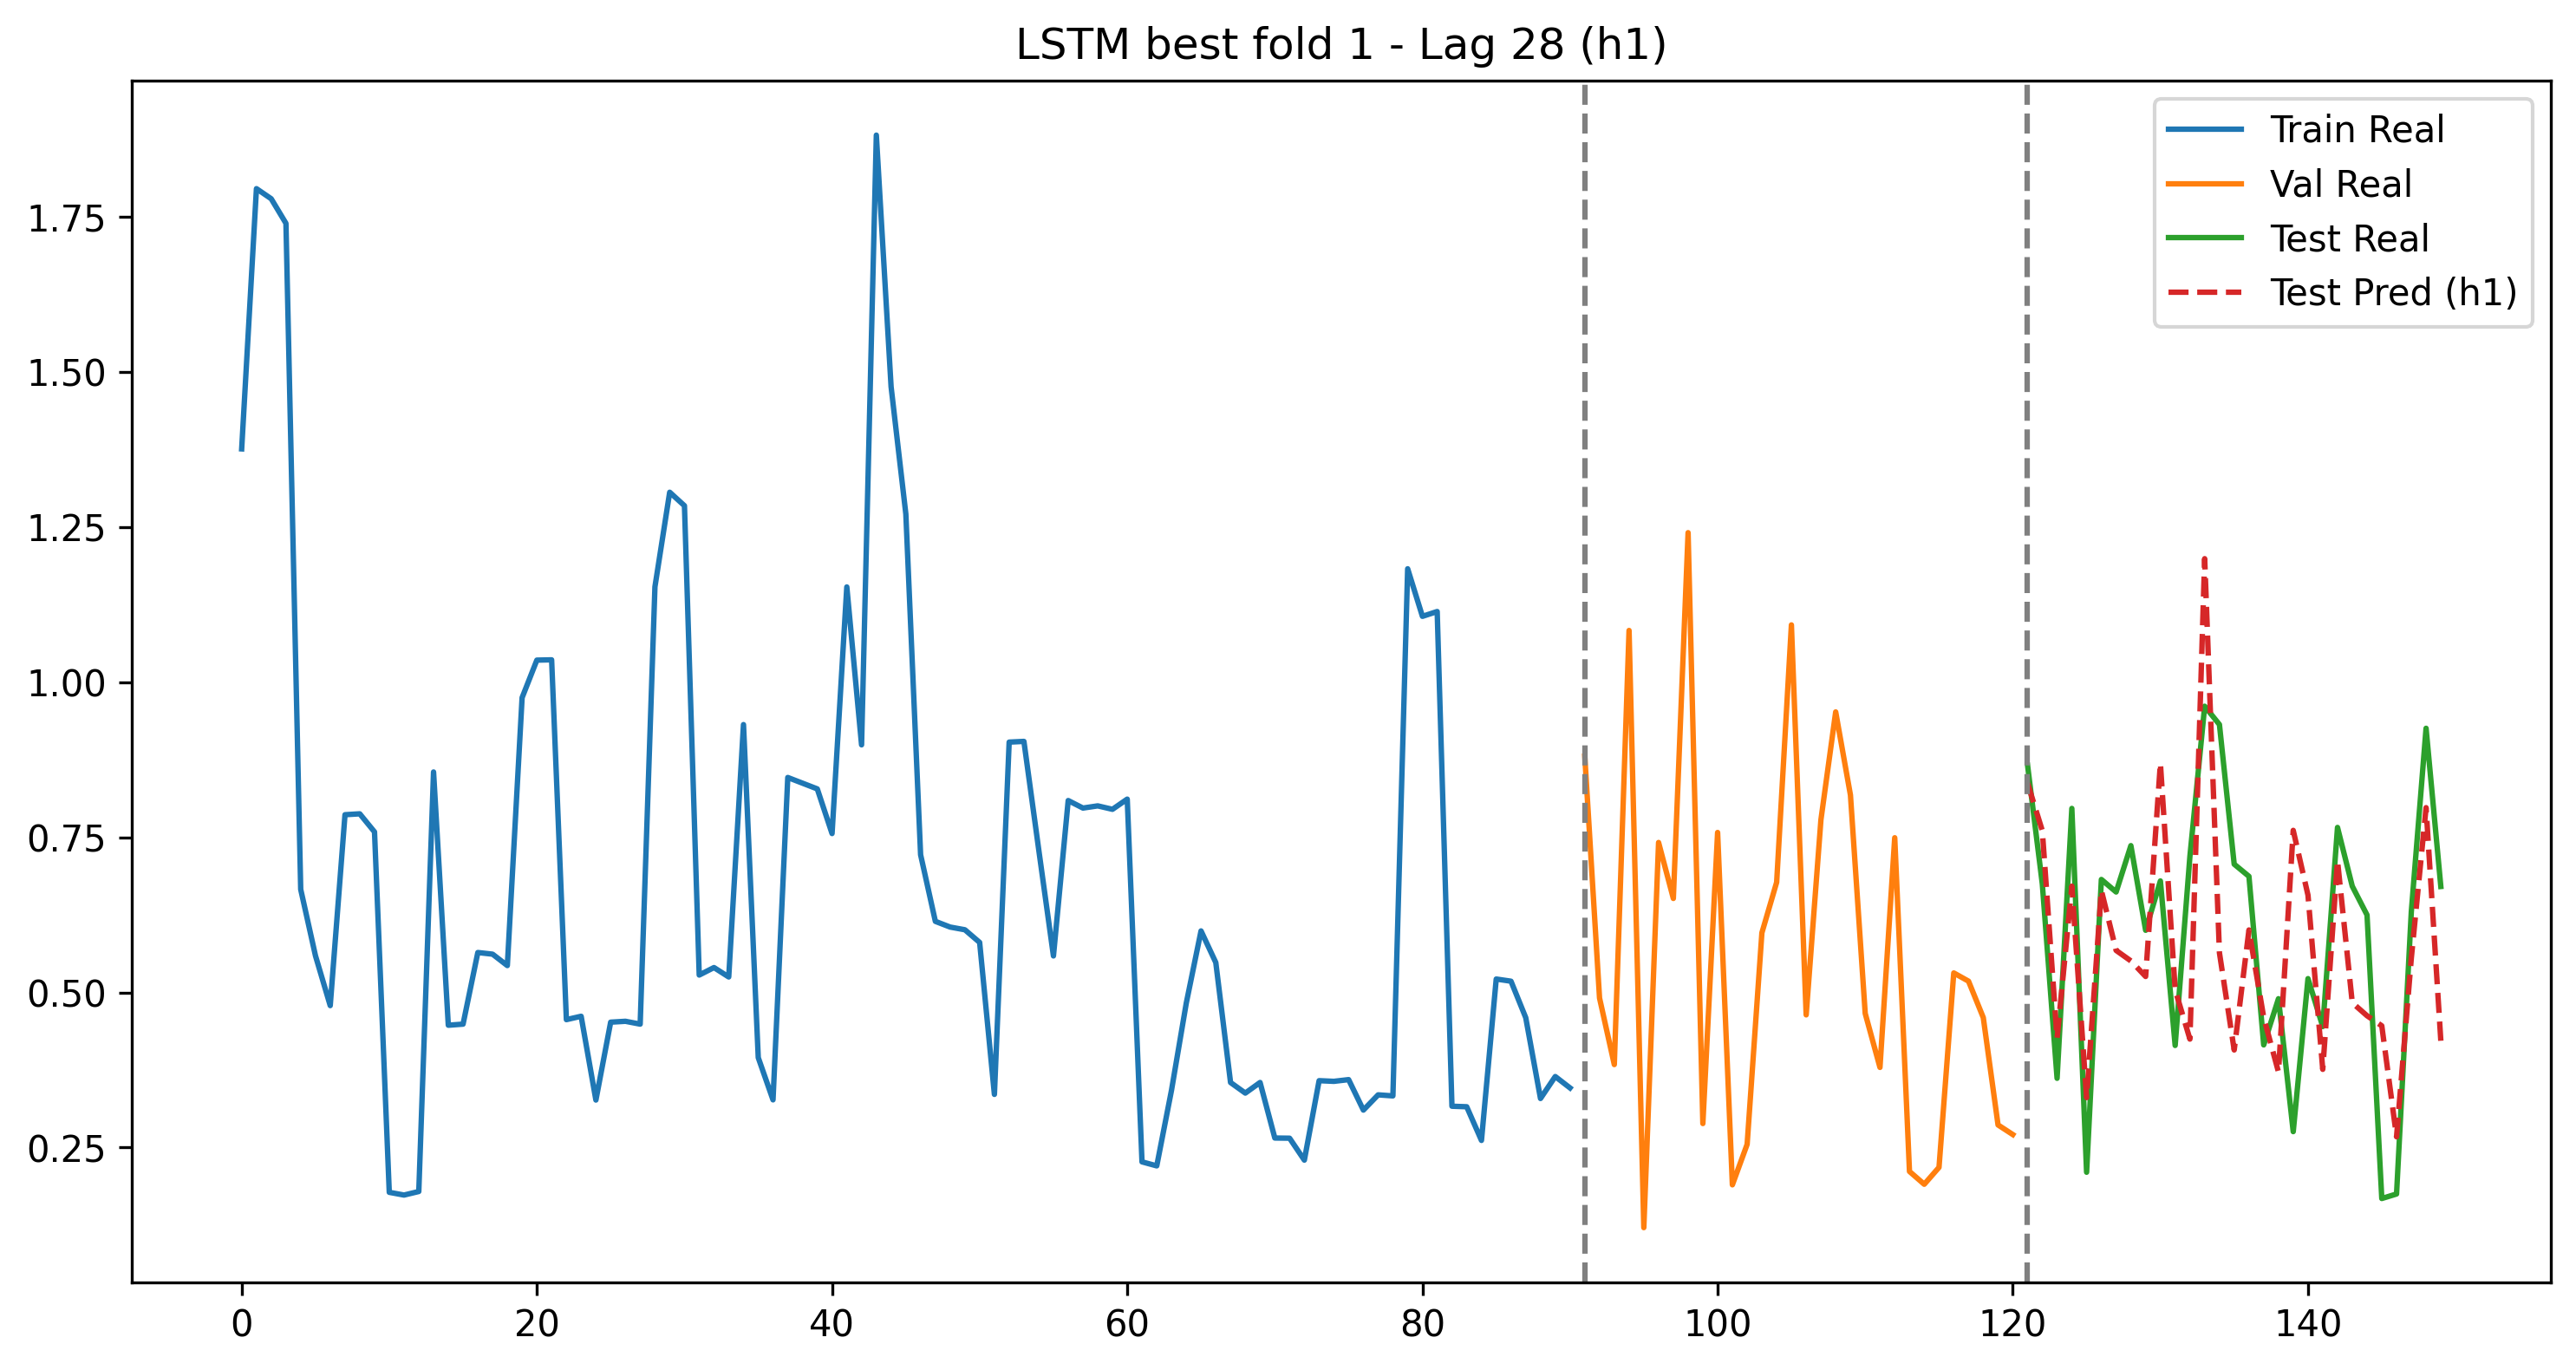 LSTM best fold 1 - Lag 28 (h1)
Train Real
Val Real
Test Real
Test Pred (h1)
1.75
1.50
1.25
1.00
0.75
0.50
0.25
0 20 40 60 80 100 120 140